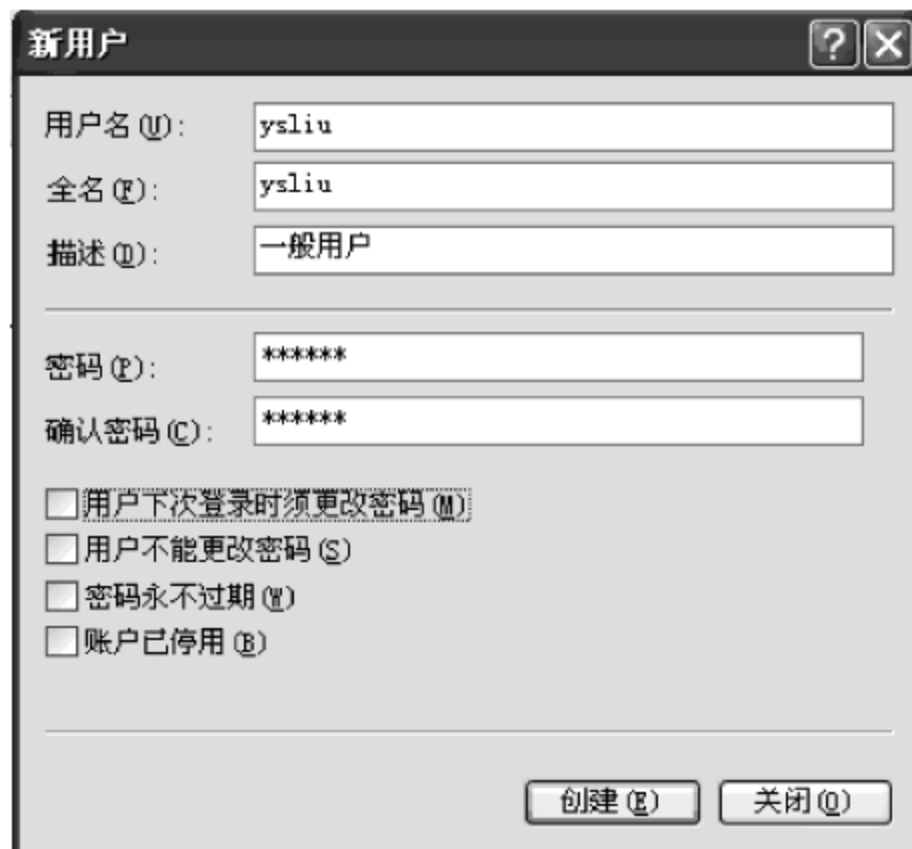 新用户
用户名(U): ysliu
全名(F): ysliu
描述(D): 一般用户
密码(P): ******
确认密码(C): ******
用户下次登录时须更改密码(M)
用户不能更改密码(S)
密码永不过期(W)
账户已停用(B)
创建(E) 关闭(O)